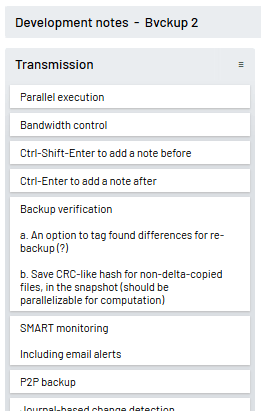 Development notes - Bvckup 2
Transmission
Parallel execution
Bandwidth control
Ctrl-Shift-Enter to add a note before
Ctrl-Enter to add a note after
Backup verification
a. An option to tag found differences for re-
backup (?)
b. Save CRC-like hash for non-delta-copied
files, in the snapshot (should be
parallelizable for computation)
SMART monitoring
Including email alerts
P2P backup
Journal-based change detection